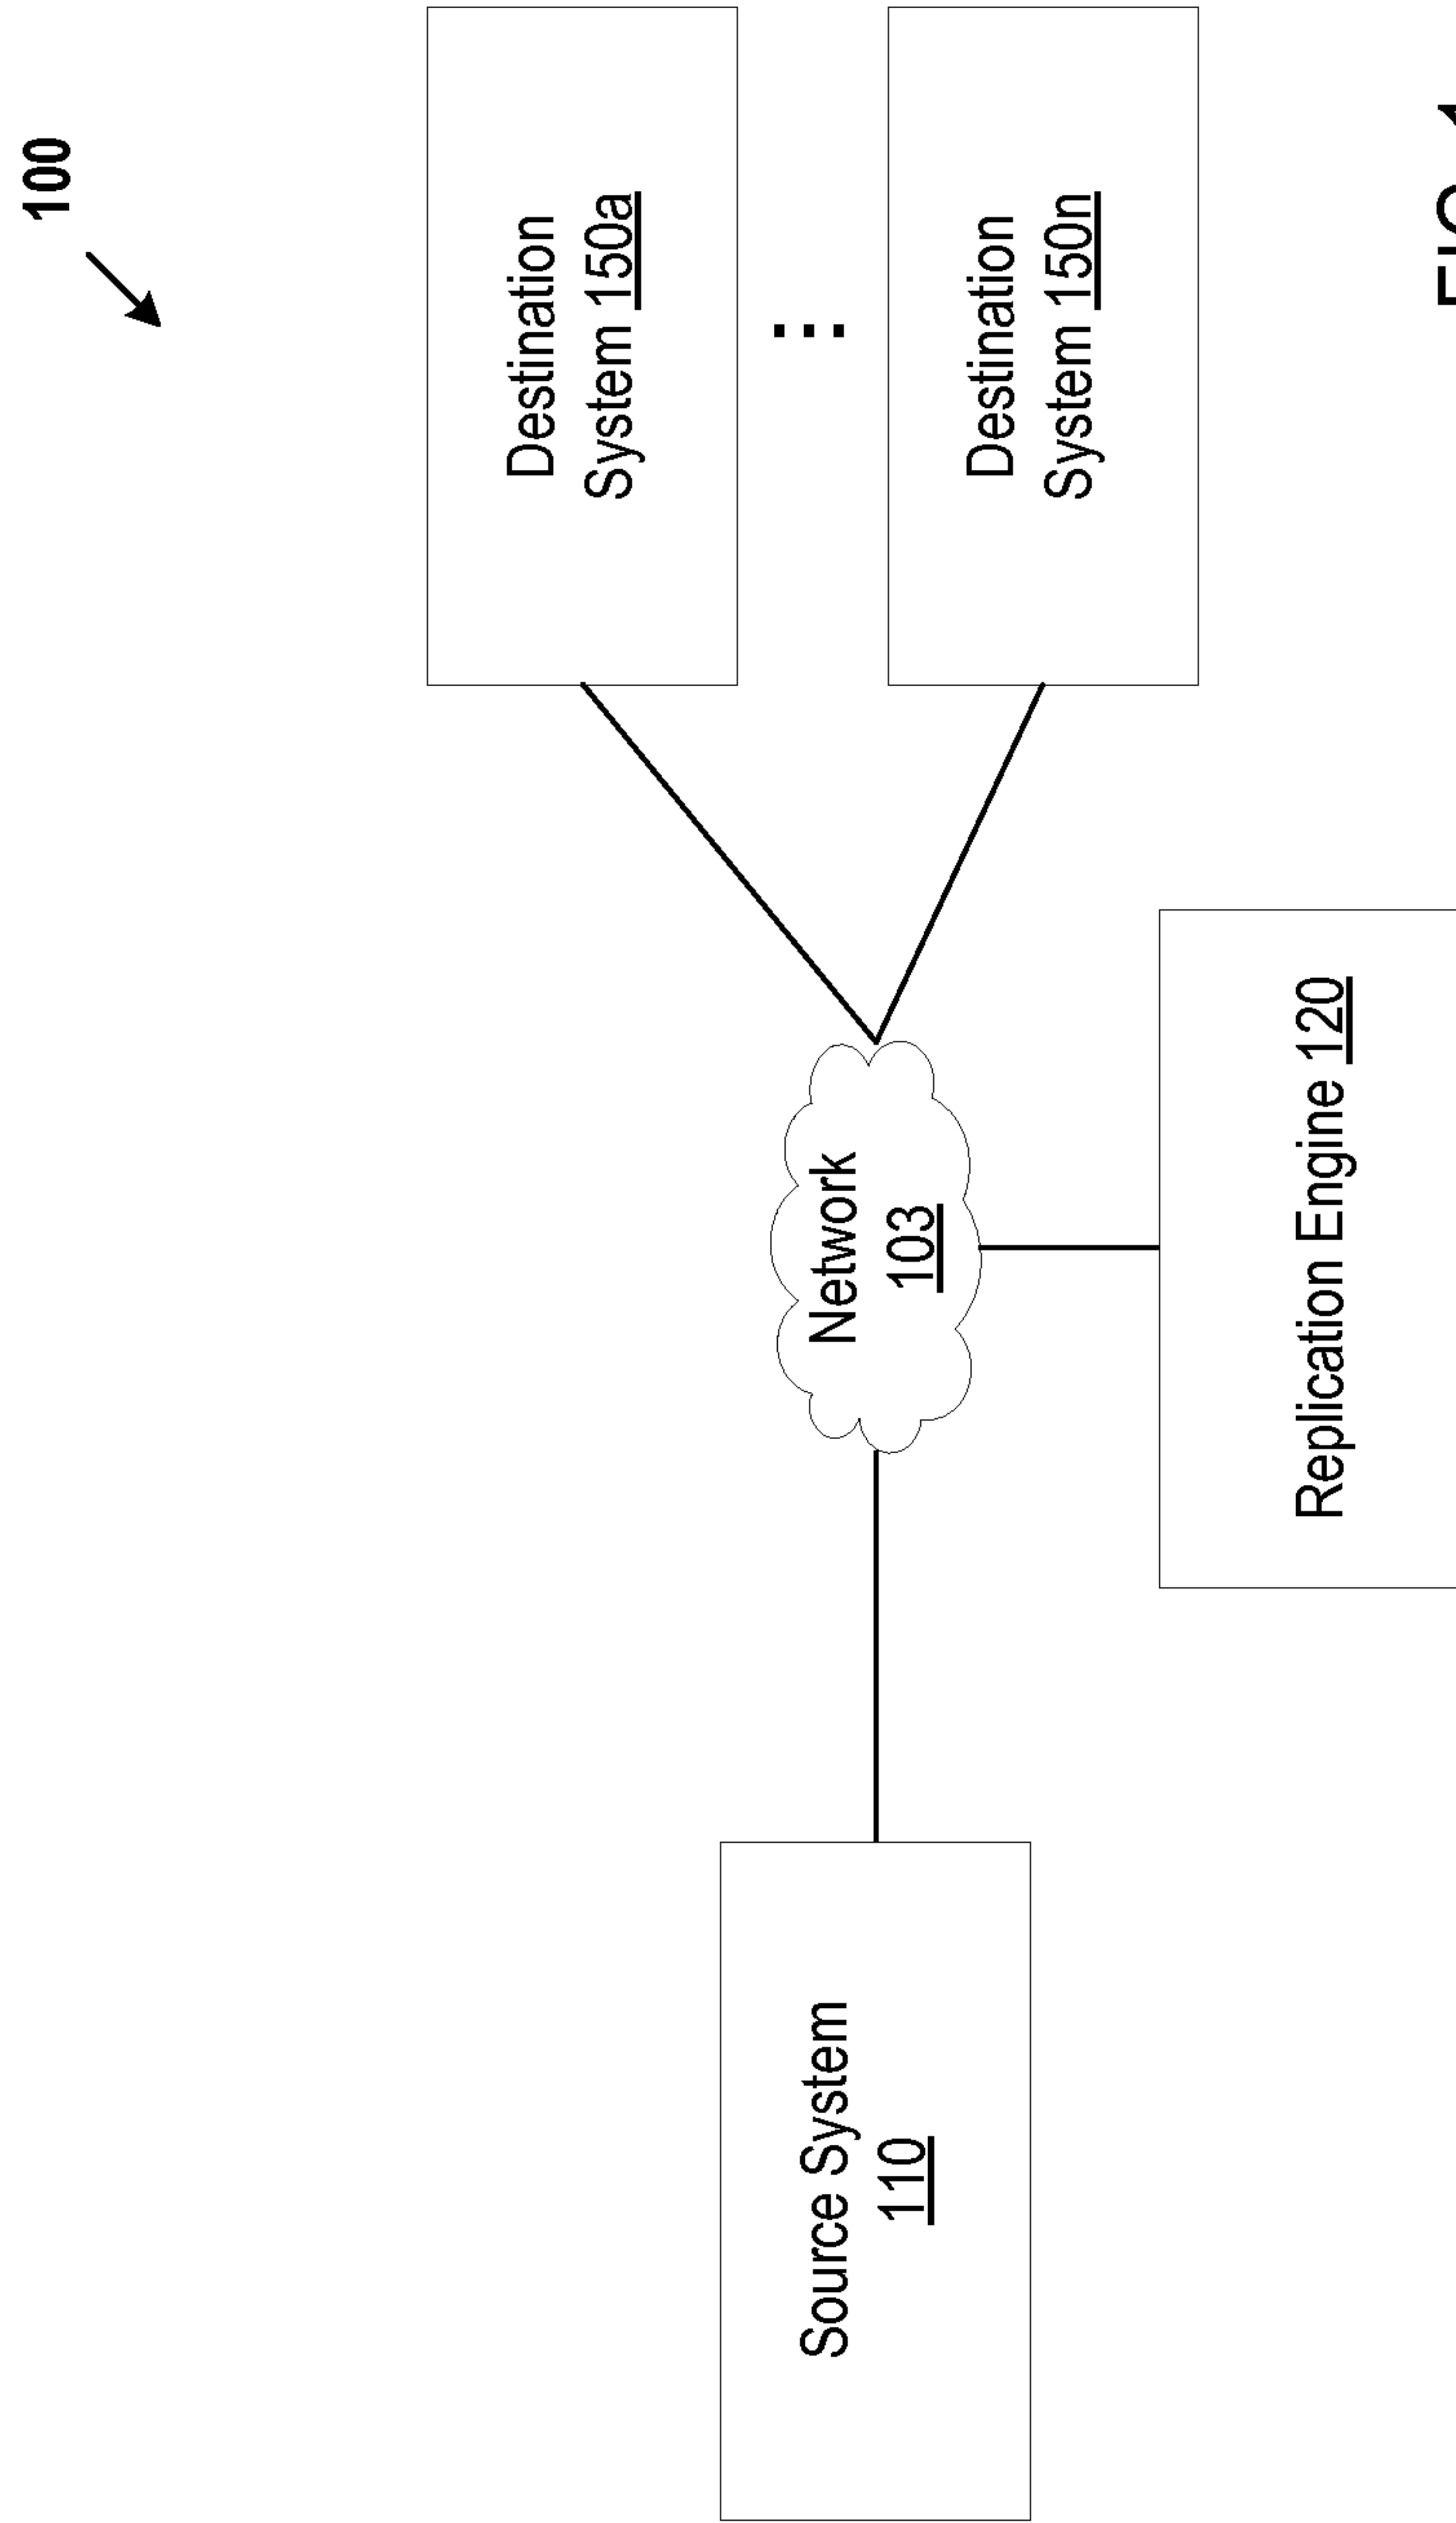 100
Destination
System 150a
Destination
System 150n
Network
103
Replication Engine 120
Source System
110